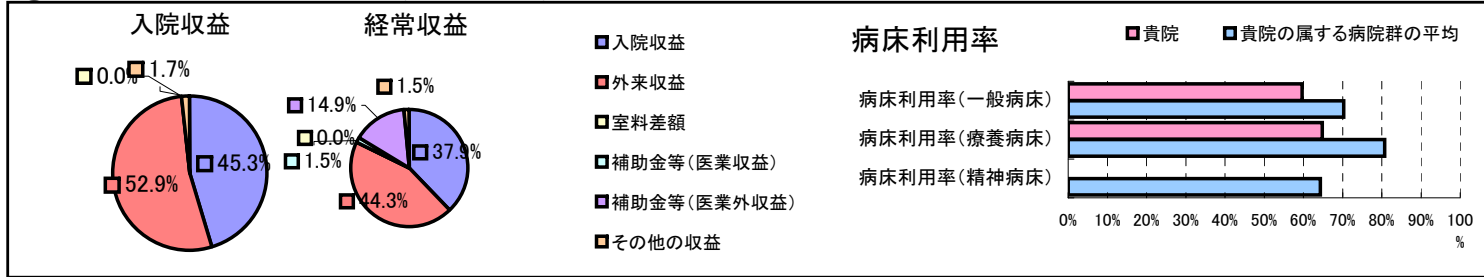 入院収益
0.0%
1.7%
45.3%
52.9%
経常収益
1.5%
14.9%
0.0%
1.5%
37.9%
44.3%
入院収益
外来収益
室料差額
補助金等(医業収益)
補助金等(医業外収益)
その他の収益
病床利用率
貴院
貴院の属する病院群の平均
病床利用率(一般病床)
病床利用率(療養病床)
病床利用率(精神病床)
0% 10% 20% 30% 40% 50% 60% 70% 80% 90% 100
%